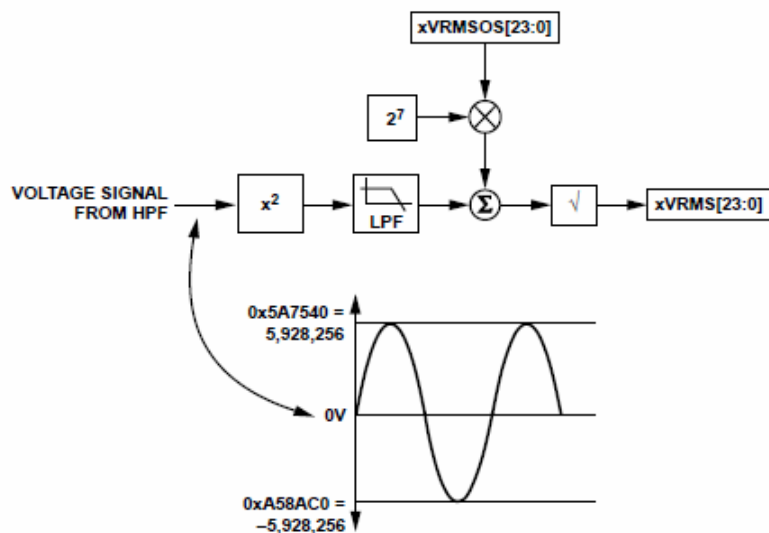 xVRMSOS[23:0]
2⁷
VOLTAGE SIGNAL
FROM HPF
x²
LPF
Σ
√
xVRMS[23:0]
0x5A7540 =
5,928,256
0V
0xA58AC0 =
–5,928,256